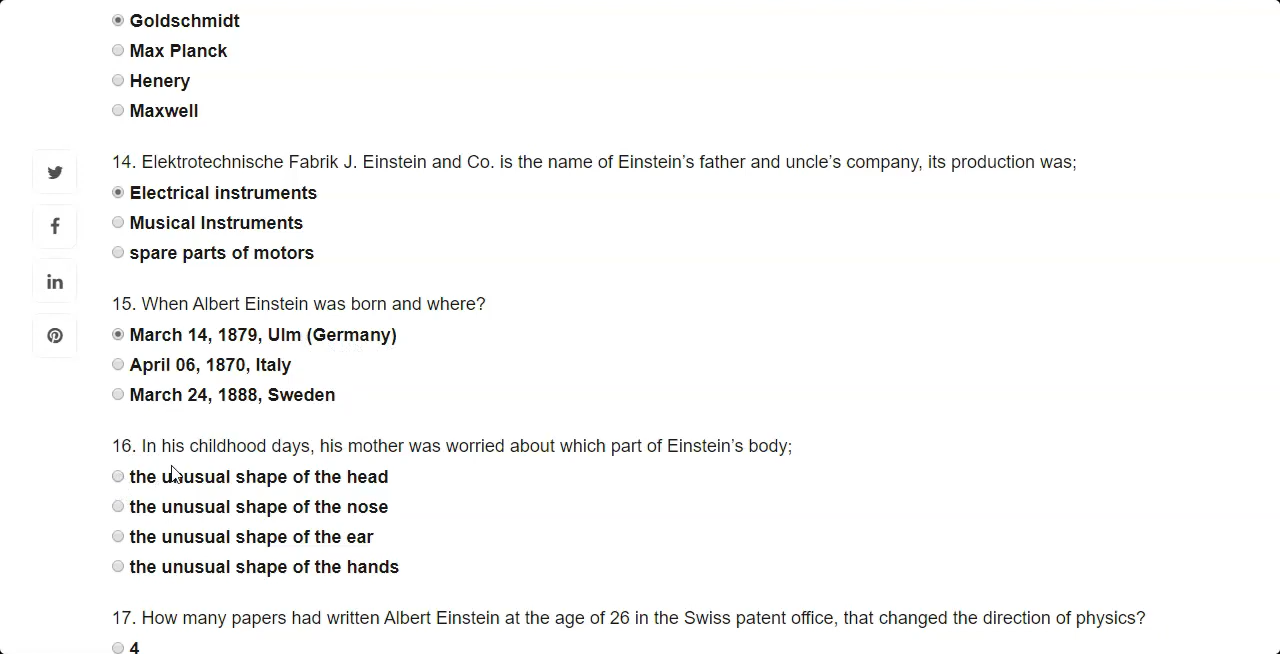 Goldschmidt
Max Planck
Henery
Maxwell
14. Elektrotechnische Fabrik J. Einstein and Co. is the name of Einstein’s father and uncle’s company, its production was;
Electrical instruments
Musical Instruments
spare parts of motors
15. When Albert Einstein was born and where?
March 14, 1879, Ulm (Germany)
April 06, 1870, Italy
March 24, 1888, Sweden
16. In his childhood days, his mother was worried about which part of Einstein’s body;
the unusual shape of the head
the unusual shape of the nose
the unusual shape of the ear
the unusual shape of the hands
17. How many papers had written Albert Einstein at the age of 26 in the Swiss patent office, that changed the direction of physics?
4